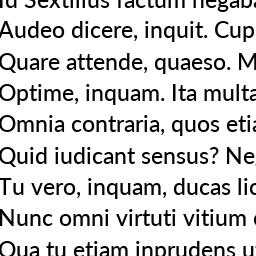 Id Sextilius factum negaba
Audeo dicere, inquit. Cup
Quare attende, quaeso. M
Optime, inquam. Ita multa
Omnia contraria, quos etia
Quid iudicant sensus? Ne
Tu vero, inquam, ducas lic
Nunc omni virtuti vitium
Qua tu etiam inprudens u